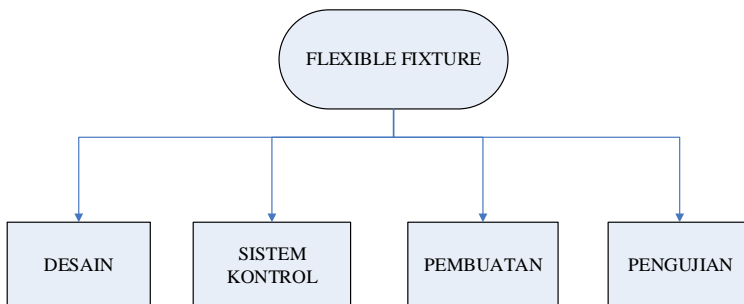 FLEXIBLE FIXTURE
DESAIN
SISTEM
KONTROL
PEMBUATAN
PENGUJIAN